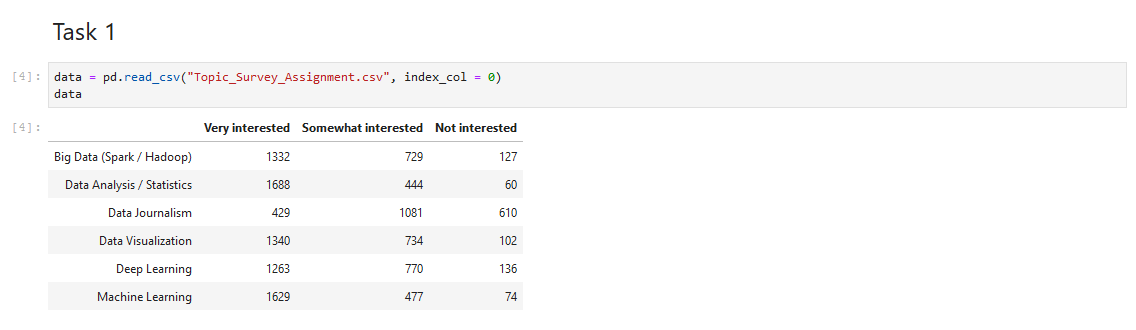 Task 1
[4]: data = pd.read_csv("Topic_Survey_Assignment.csv", index_col = 0)
data
[4]: Very interested Somewhat interested Not interested
Big Data (Spark / Hadoop) 1332 729 127
Data Analysis / Statistics 1688 444 60
Data Journalism 429 1081 610
Data Visualization 1340 734 102
Deep Learning 1263 770 136
Machine Learning 1629 477 74